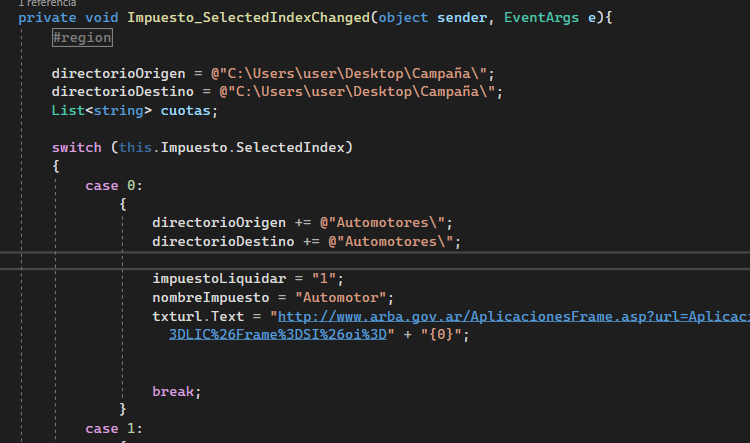 1 referencia
private void Impuesto_SelectedIndexChanged(object sender, EventArgs e){
#region
directorioOrigen = @"C:\Users\user\Desktop\Campaña\";
directorioDestino = @"C:\Users\user\Desktop\Campaña\";
List<string> cuotas;
switch (this.Impuesto.SelectedIndex)
{
case 0:
{
directorioOrigen += @"Automotores\";
directorioDestino += @"Automotores\";
impuestoLiquidar = "1";
nombreImpuesto = "Automotor";
txturl.Text = "http://www.arba.gov.ar/AplicacionesFrame.asp?url=Aplicaci
3DLIC%26Frame%3DSI%26oi%3D" + "{0}";
break;
}
case 1: